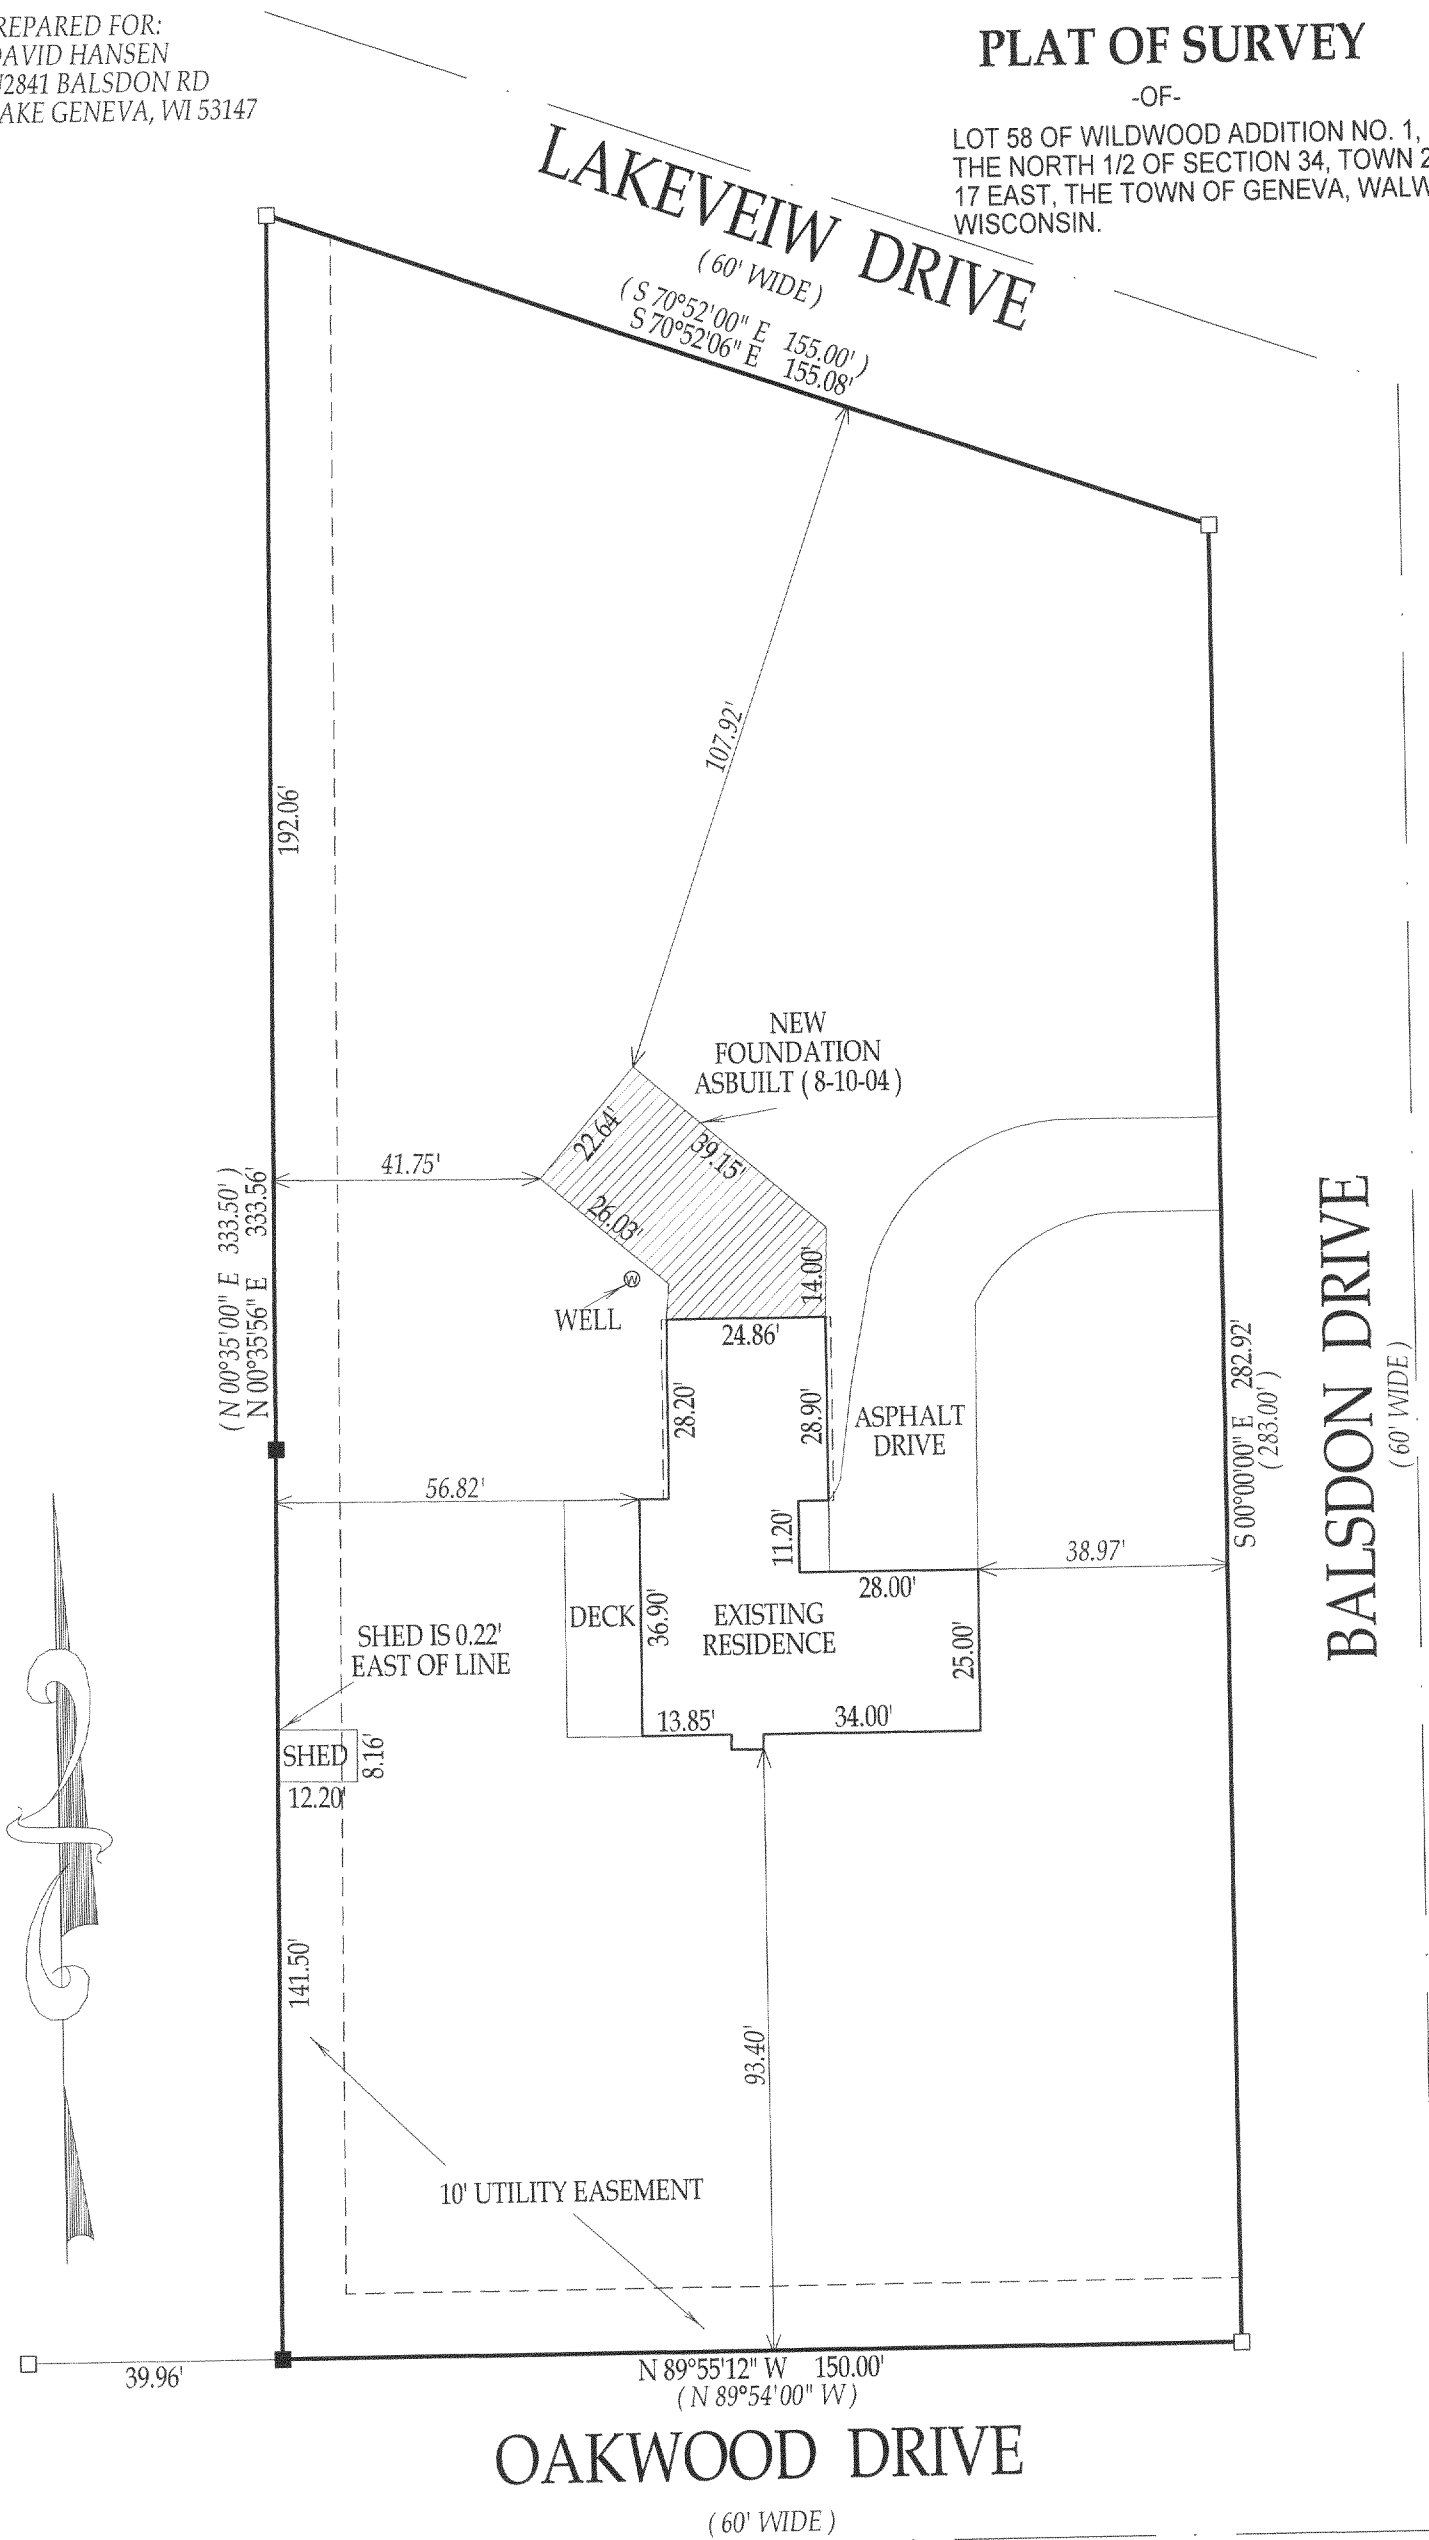 REPARED FOR:
DAVID HANSEN
2841 BALSDON RD
LAKE GENEVA, WI 53147
PLAT OF SURVEY
-OF-
LOT 58 OF WILDWOOD ADDITION NO. 1,
THE NORTH 1/2 OF SECTION 34, TOWN 2
17 EAST, THE TOWN OF GENEVA, WALW
WISCONSIN.
LAKEVEIW DRIVE
( 60' WIDE )
( S 70°52'00" E 155.00' )
S 70°52'06" E 155.08'
107.92'
192.06'
NEW
FOUNDATION
ASBUILT ( 8-10-04 )
22.64'
39.15'
41.75'
26.03'
14.00'
( N 00°35'00" E 333.50' )
N 00°35'56" E 333.56'
WELL
W
24.86'
28.20'
28.90'
ASPHALT
DRIVE
S 00°00'00" E 282.92'
( 283.00' )
BALSDON DRIVE
( 60' WIDE )
56.82'
11.20'
38.97'
28.00'
DECK
36.90'
EXISTING
RESIDENCE
25.00'
SHED IS 0.22'
EAST OF LINE
13.85'
34.00'
SHED
8.16'
12.20'
141.50'
93.40'
10' UTILITY EASEMENT
39.96'
N 89°55'12" W 150.00'
( N 89°54'00" W )
OAKWOOD DRIVE
( 60' WIDE )